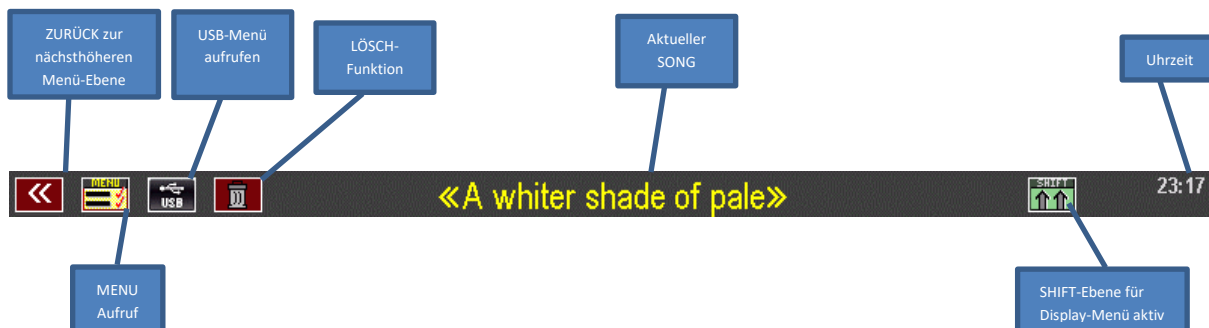 ZURÜCK zur
nächsthöheren
Menü-Ebene
USB-Menü
aufrufen
LÖSCH-
Funktion
Aktueller
SONG
Uhrzeit
MENU
USB
«A whiter shade of pale»
SHIFT
23:17
MENU
Aufruf
SHIFT-Ebene für
Display-Menü aktiv